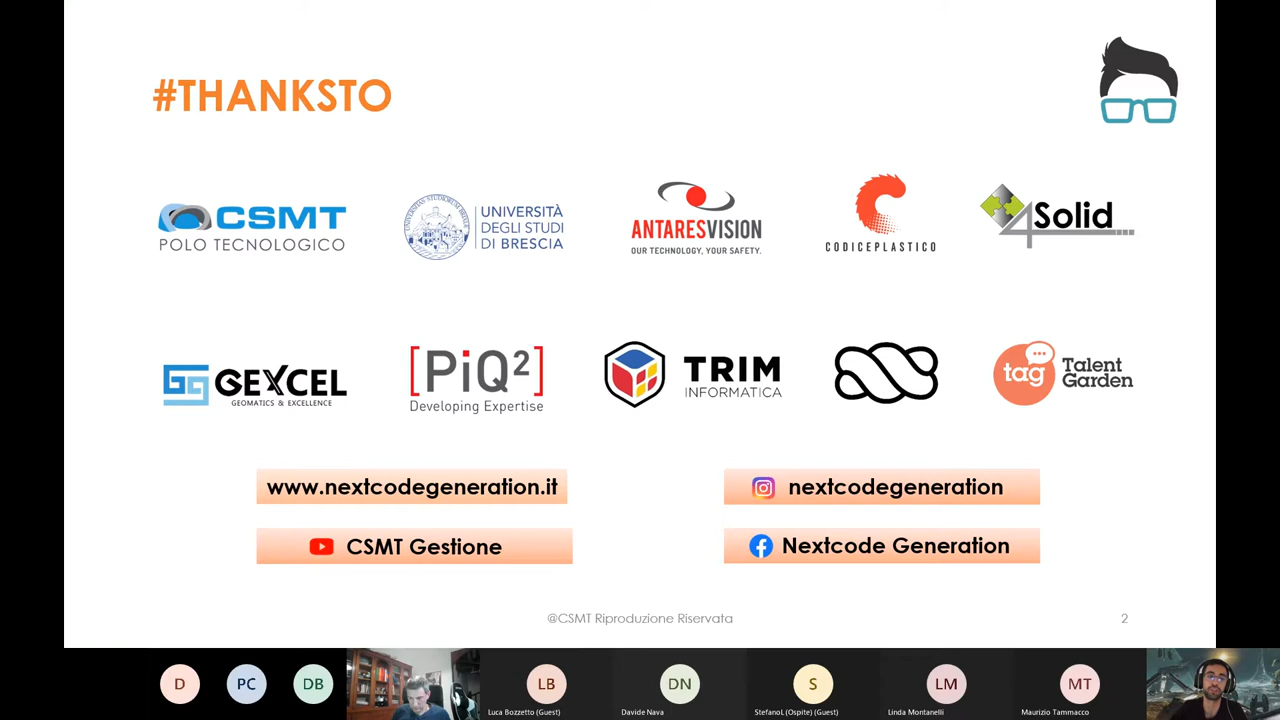 #THANKSTO
CSMT
POLO TECNOLOGICO
UNIVERSITÀ
DEGLI STUDI
DI BRESCIA
ANTARESVISION
OUR TECHNOLOGY, YOUR SAFETY.
CODICEPLASTICO
4Solid
GEXCEL
GEOMATICS & EXCELLENCE
[PiQ²]
Developing Expertise
TRIM
INFORMATICA
tag
Talent
Garden
www.nextcodegeneration.it
nextcodegeneration
CSMT Gestione
Nextcode Generation
@CSMT Riproduzione Riservata
2
D
PC
DB
LB
Luca Bozzetto (Guest)
DN
Davide Nava
S
StefanoL (Ospite) (Guest)
LM
Linda Montanelli
MT
Maurizio Tammacco